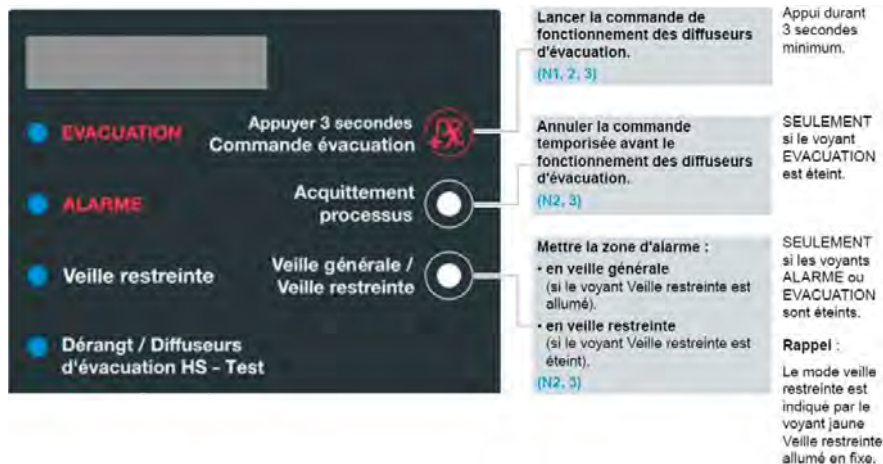 EVACUATION
Appuyer 3 secondes
Commande évacuation
ALARME
Acquittement
processus
Veille restreinte
Veille générale /
Veille restreinte
Dérangt / Diffuseurs
d'évacuation HS - Test
Lancer la commande de
fonctionnement des diffuseurs
d'évacuation.
(N1, 2, 3)
Appui durant
3 secondes
minimum.
Annuler la commande
temporisée avant le
fonctionnement des diffuseurs
d'évacuation.
(N2, 3)
SEULEMENT
si le voyant
EVACUATION
est éteint.
Mettre la zone d'alarme :
• en veille générale
(si le voyant Veille restreinte est
allumé).
• en veille restreinte
(si le voyant Veille restreinte est
éteint).
(N2, 3)
SEULEMENT
si les voyants
ALARME ou
EVACUATION
sont éteints.
Rappel :
Le mode veille
restreinte est
indiqué par le
voyant jaune
Veille restreinte
allumé en fixe.